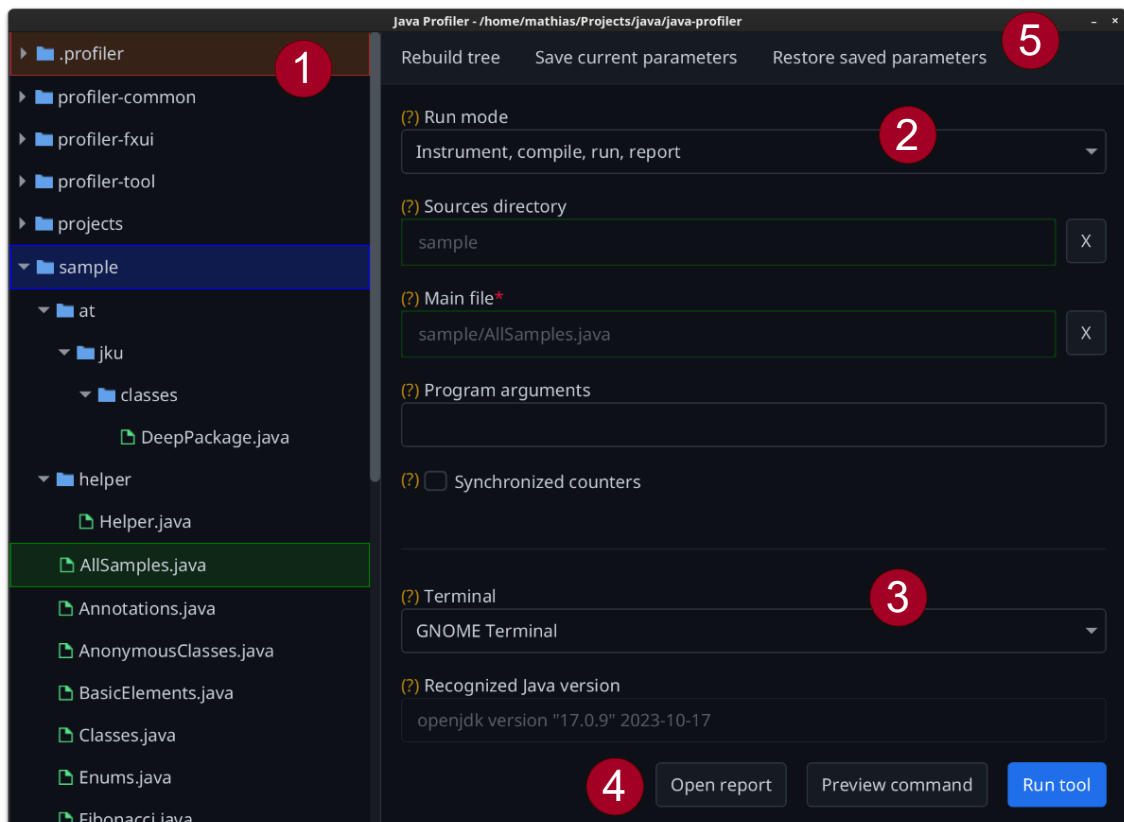 Java Profiler - /home/mathias/Projects/java/java-profiler
.profiler
profiler-common
profiler-fxui
profiler-tool
projects
sample
at
jku
classes
DeepPackage.java
helper
Helper.java
AllSamples.java
Annotations.java
AnonymousClasses.java
BasicElements.java
Classes.java
Enums.java
Fibonacci.java
1
Rebuild tree Save current parameters Restore saved parameters
5
(?) Run mode
2
Instrument, compile, run, report
(?) Sources directory
sample X
(?) Main file*
sample/AllSamples.java X
(?) Program arguments
(?) Synchronized counters
(?) Terminal
3
GNOME Terminal
(?) Recognized Java version
openjdk version "17.0.9" 2023-10-17
4 Open report Preview command Run tool